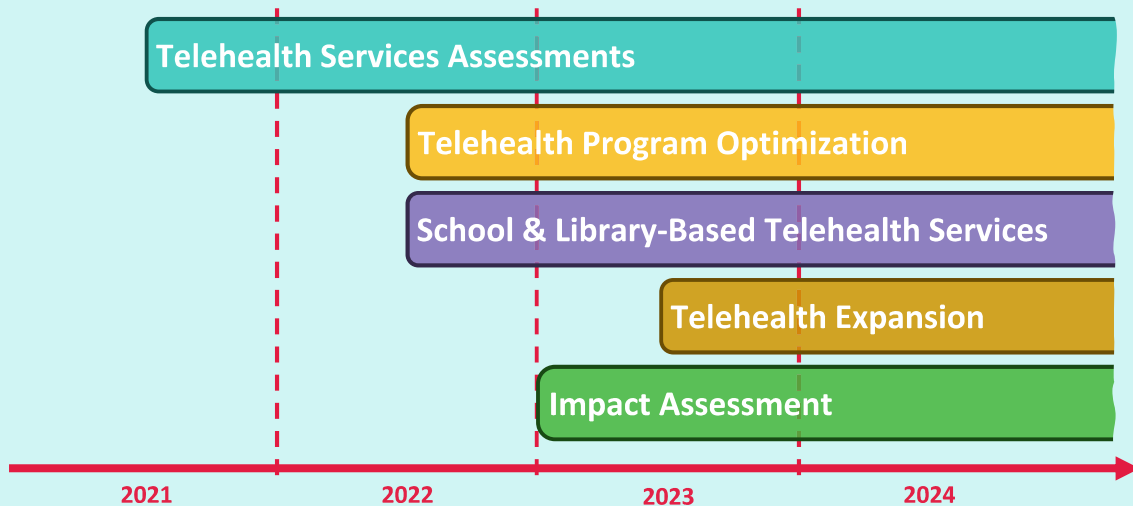 Telehealth Services Assessments
Telehealth Program Optimization
School & Library-Based Telehealth Services
Telehealth Expansion
Impact Assessment
2021 2022 2023 2024